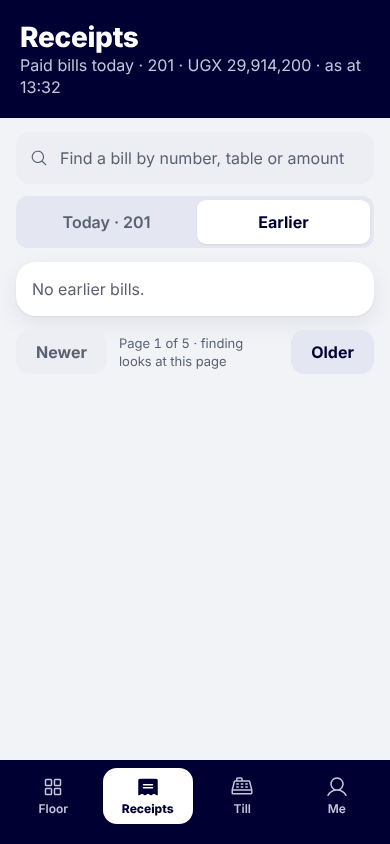 Receipts
Paid bills today · 201 · UGX 29,914,200 · as at
13:32
Find a bill by number, table or amount
Today · 201
Earlier
No earlier bills.
Newer
Page 1 of 5 · finding
looks at this page
Older
Floor
Receipts
Till
Me